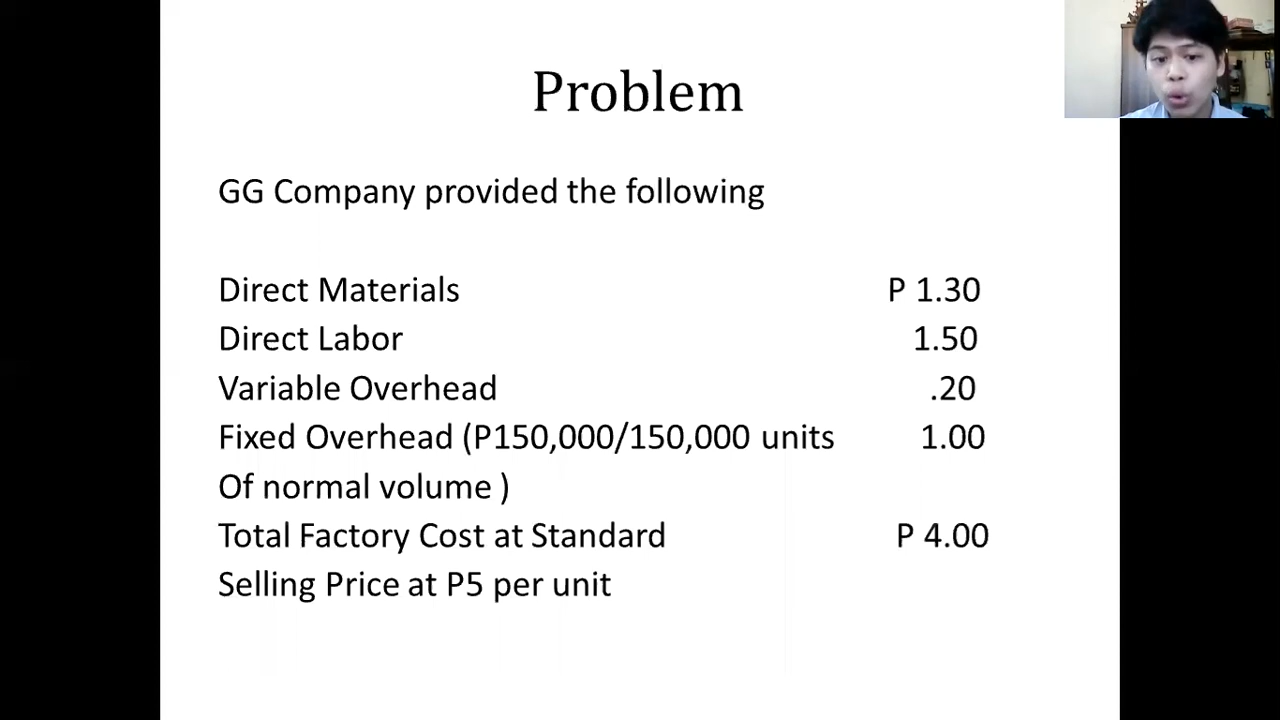 Problem
GG Company provided the following
Direct Materials P 1.30
Direct Labor 1.50
Variable Overhead .20
Fixed Overhead (P150,000/150,000 units 1.00
Of normal volume )
Total Factory Cost at Standard P 4.00
Selling Price at P5 per unit